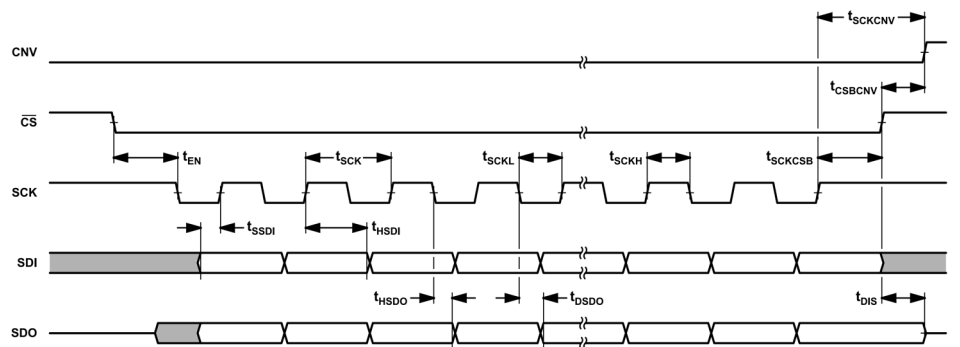 tSCKCNV
CNV
tCSBCNV
CS
tEN
tSCK
tSCKL
tSCKH
tSCKCSB
SCK
tSSDI
tHSDI
SDI
tHSDO
tDSDO
tDIS
SDO